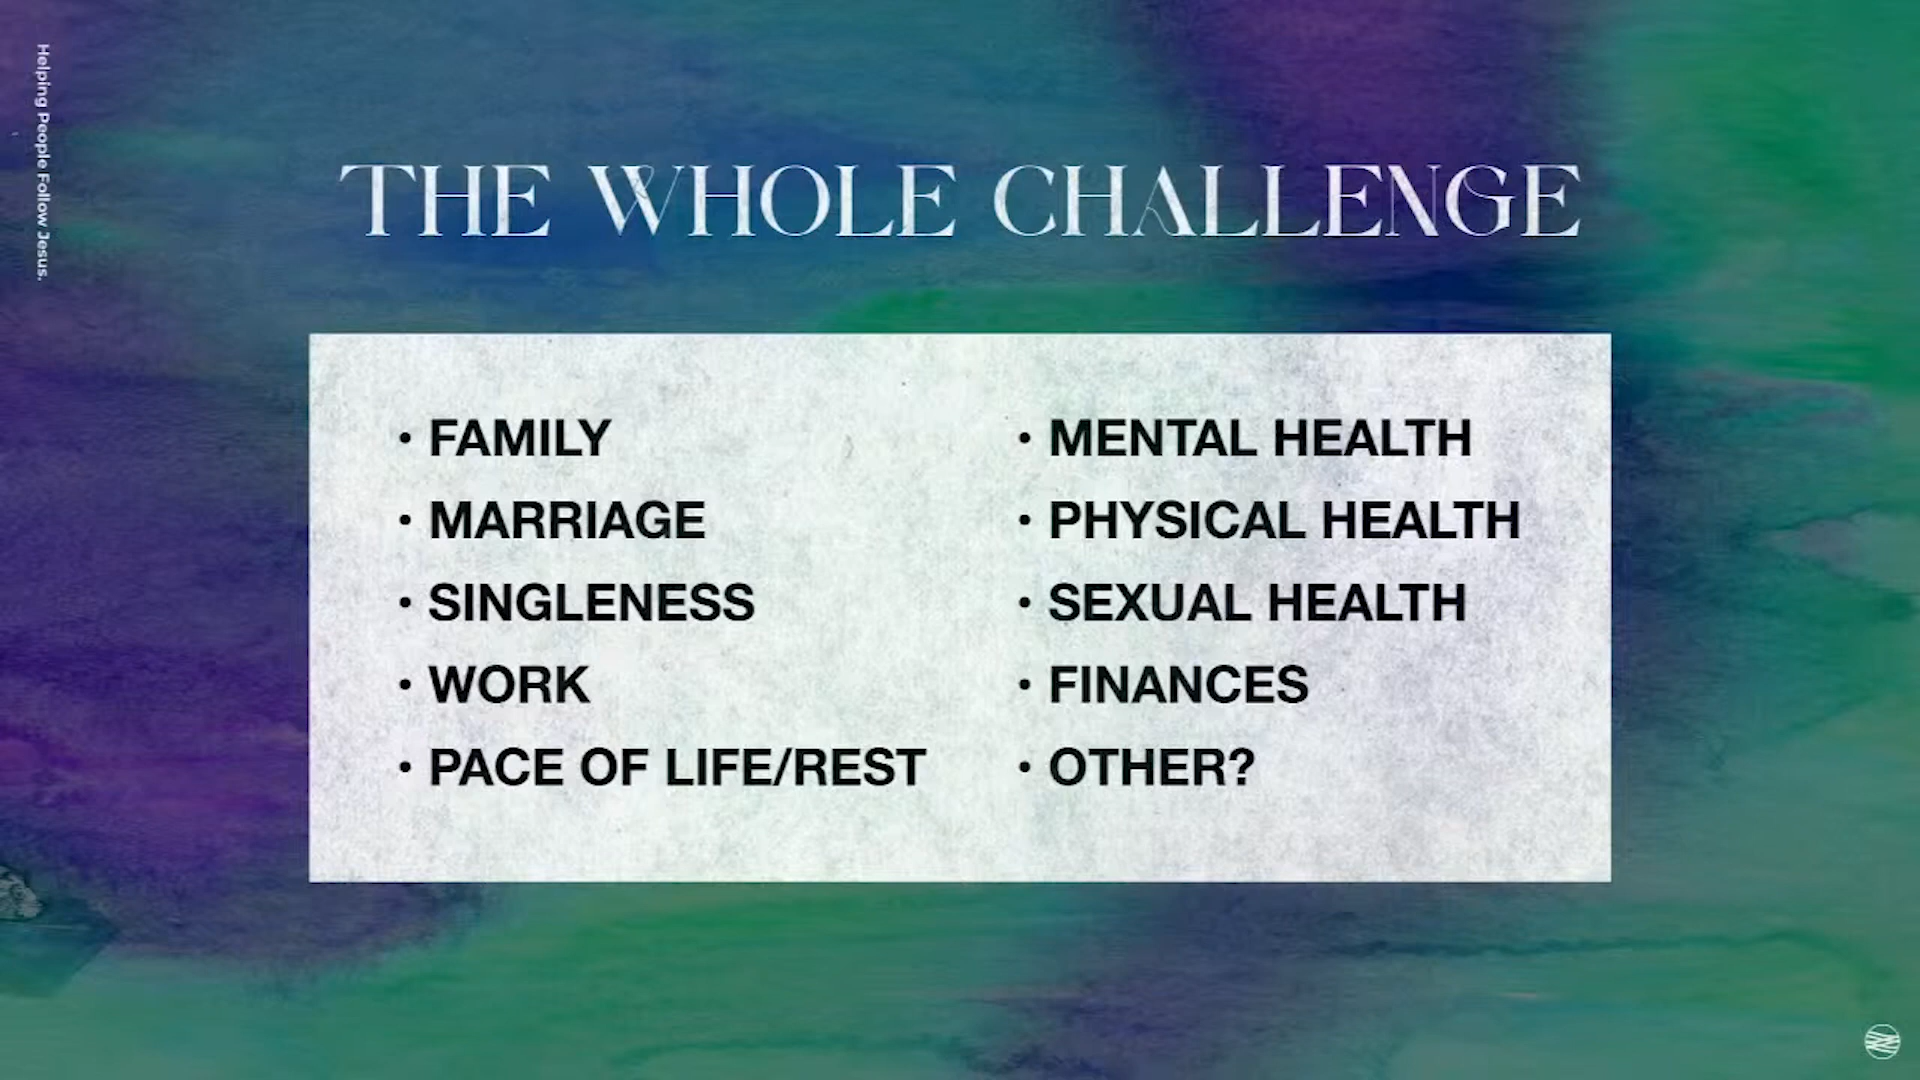 Helping People Follow Jesus.
THE WHOLE CHALLENGE
• FAMILY
• MARRIAGE
• SINGLENESS
• WORK
• PACE OF LIFE/REST
• MENTAL HEALTH
• PHYSICAL HEALTH
• SEXUAL HEALTH
• FINANCES
• OTHER?